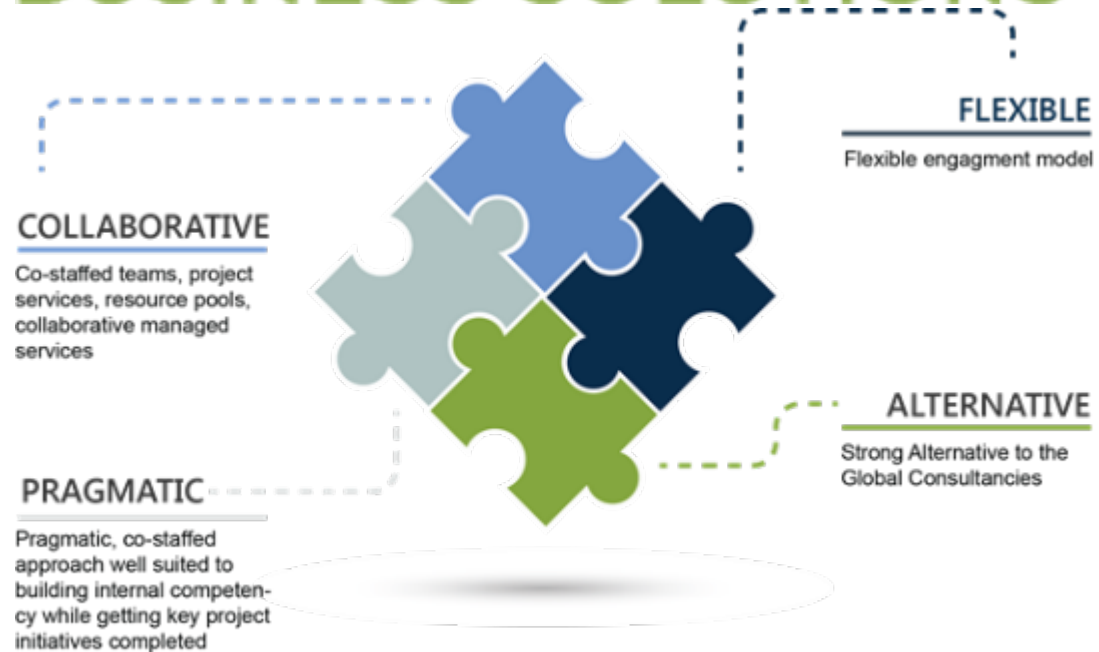 BUSINESS SOLUTIONS
FLEXIBLE
Flexible engagment model
COLLABORATIVE
Co-staffed teams, project
services, resource pools,
collaborative managed
services
ALTERNATIVE
Strong Alternative to the
Global Consultancies
PRAGMATIC
Pragmatic, co-staffed
approach well suited to
building internal competen-
cy while getting key project
initiatives completed